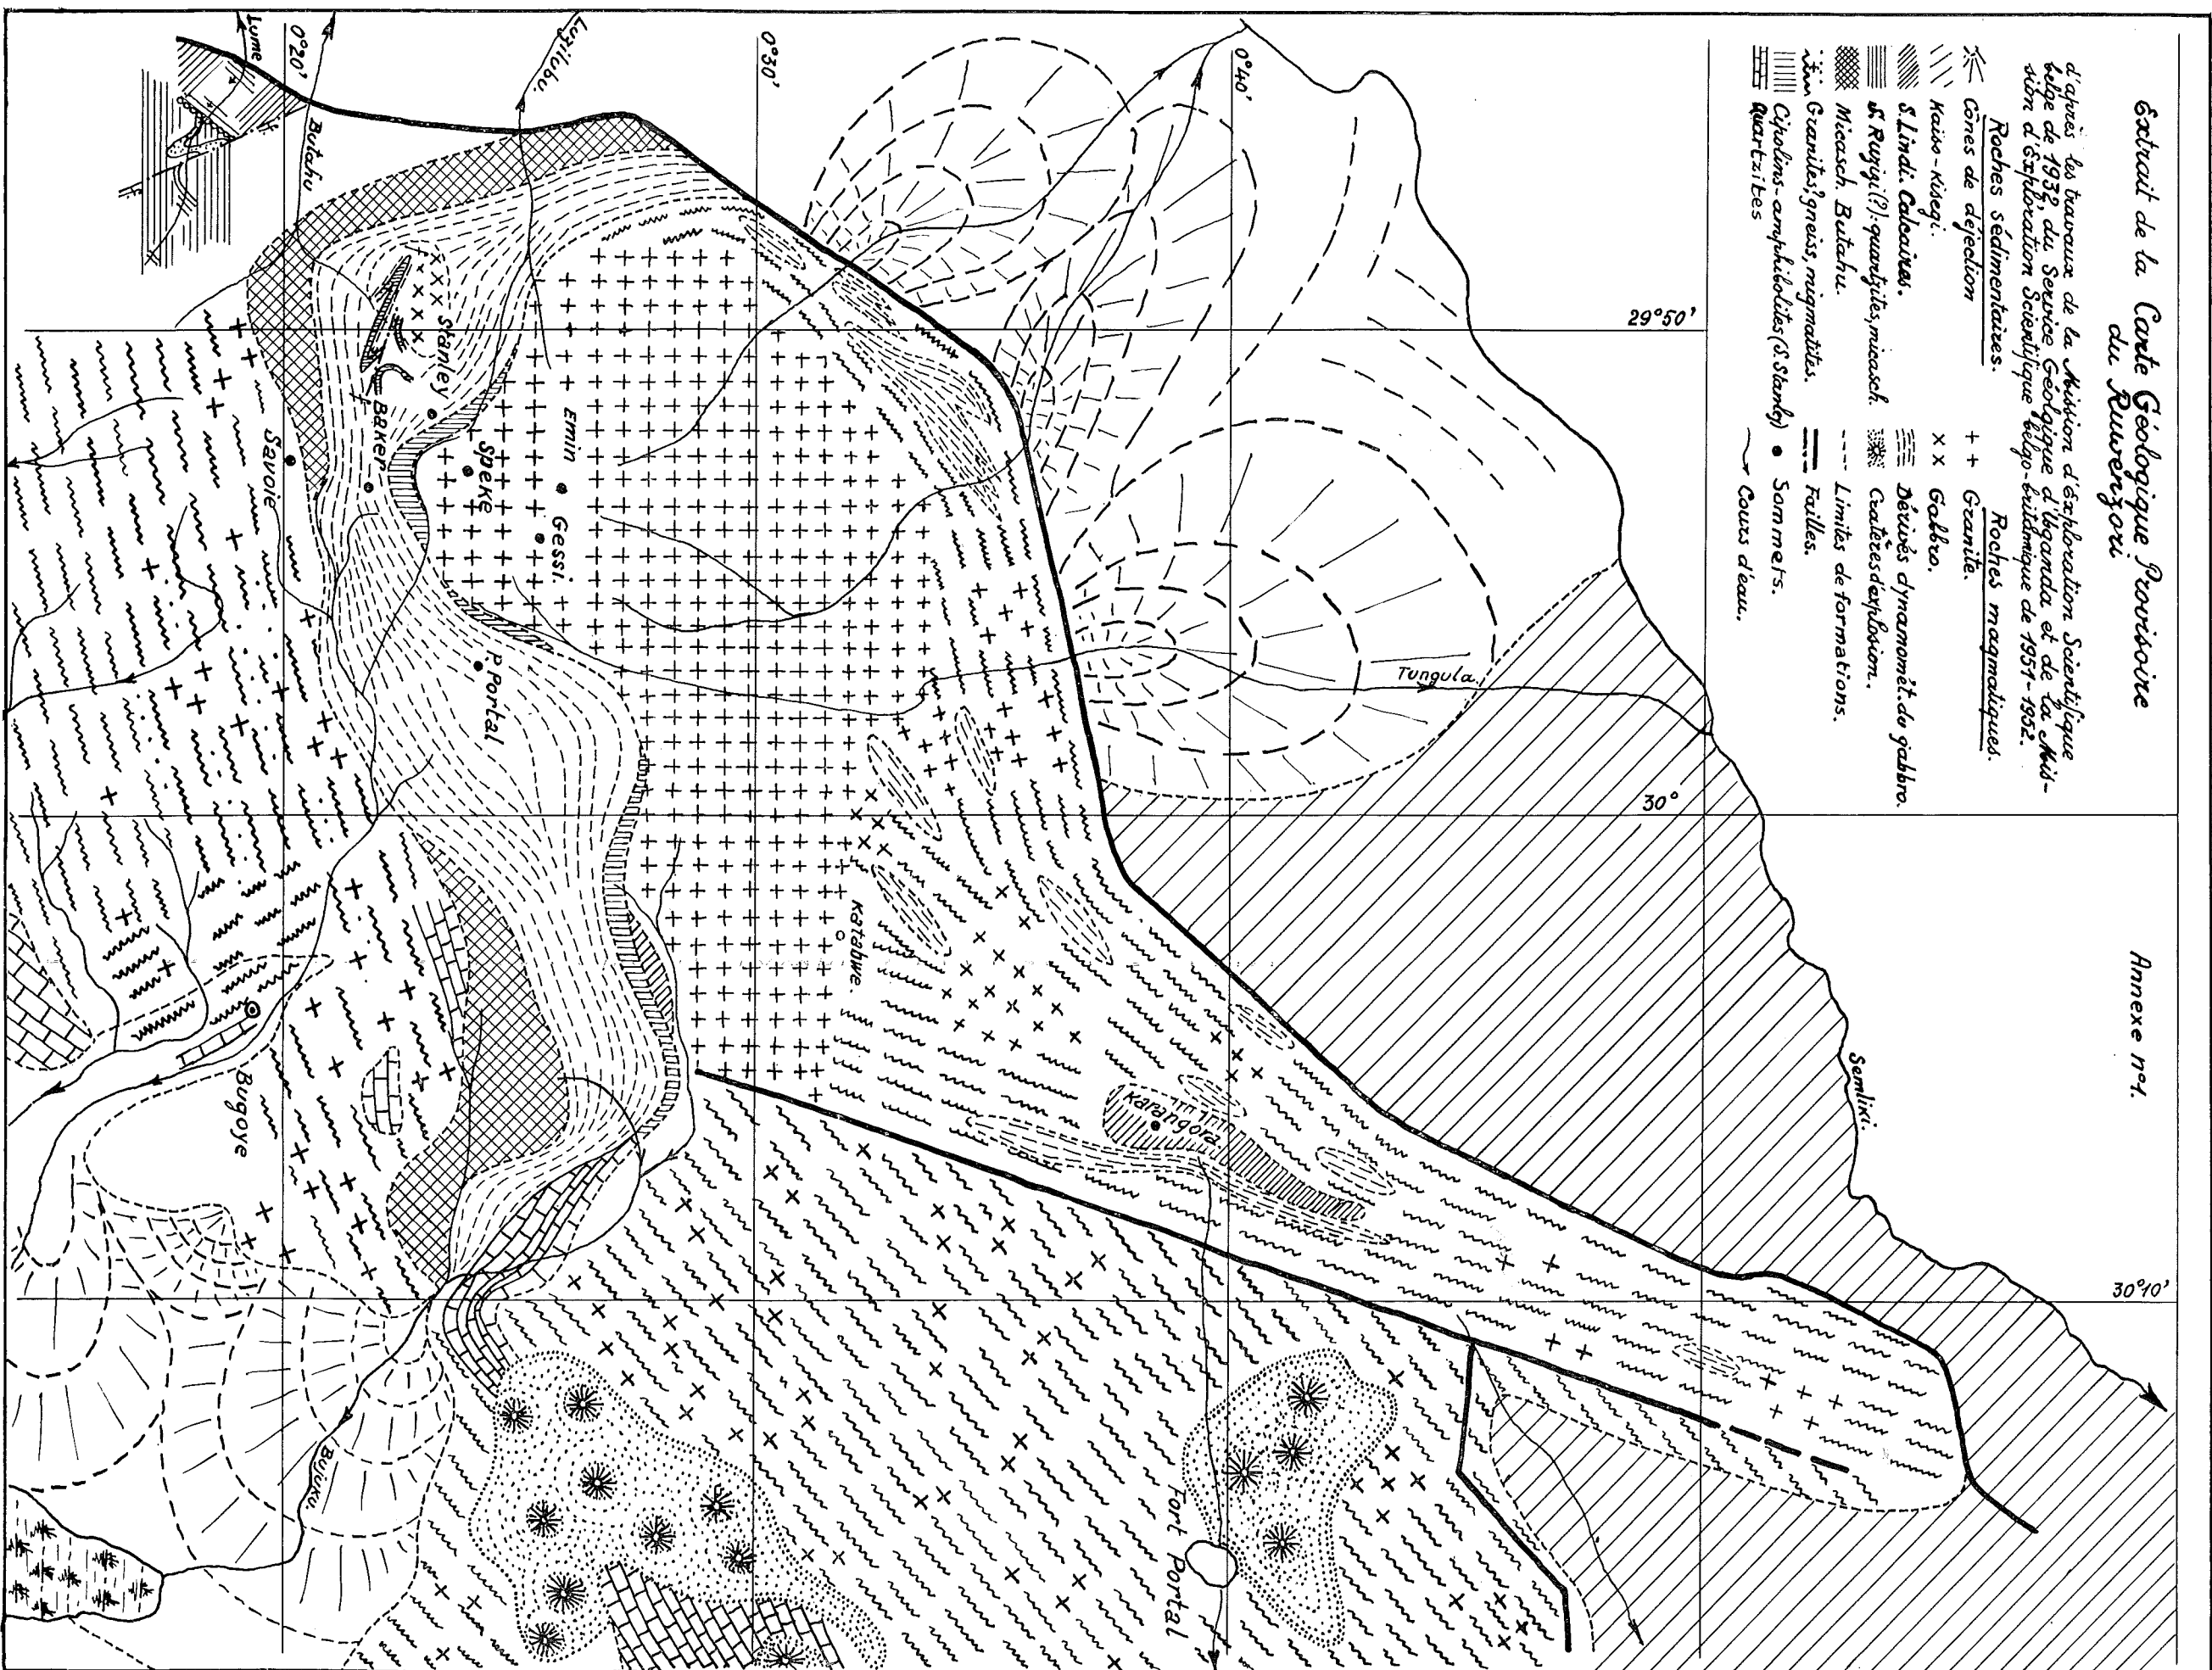 Extrait de la Carte Géologique Provisoire
du Ruwenzori
d'après les travaux de la Mission d'Exploration Scientifique
belge de 1932, du Service Géologique d'Uganda et de la Mis-
sion d'Exploration Scientifique belgo-britannique de 1951-1952.
Annexe n°1.
Roches sédimentaires.
Cônes de déjection
Kaiso-Kisegi.
S. Lindi. Calcaires.
S. Ruzizi(?): quartzites, micasch.
Micasch. Butahu.
Granites?, gneiss, migmatites.
Cipolins-amphibolites (S. Stanley)
Quartzites
Roches magmatiques.
Granite.
Gabbro.
Dérivés dynamomét. du gabbro.
Cratères d'explosion.
Limites de formations.
Failles.
Sommets.
Cours d'eau.
29°50'
30°
30°10'
0°40'
0°30'
0°20'
Semliki.
Tungula.
Karangora.
Katabwe.
Fort Portal
Luzilubu.
Butahu
Lume
Emin
Gessi.
Speke
Stanley
Baker
Savoie
P. Portal
Bugoye
Bujuku